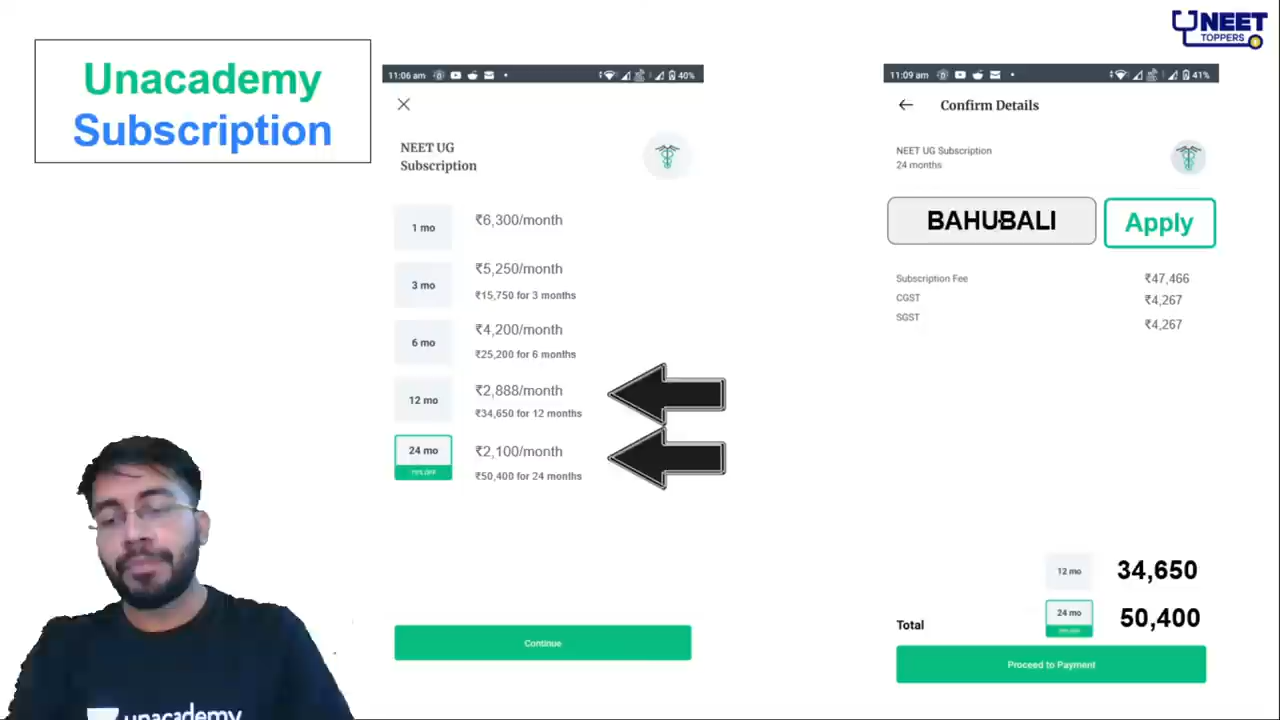 Unacademy
Subscription
NEET
TOPPERS
11:06 am
40%
NEET UG
Subscription
1 mo
₹6,300/month
3 mo
₹5,250/month
₹15,750 for 3 months
6 mo
₹4,200/month
₹25,200 for 6 months
12 mo
₹2,888/month
₹34,650 for 12 months
24 mo
₹2,100/month
₹50,400 for 24 months
Continue
11:09 am
41%
Confirm Details
NEET UG Subscription
24 months
BAHUBALI
Apply
Subscription Fee
₹47,466
CGST
₹4,267
SGST
₹4,267
12 mo
34,650
Total
24 mo
50,400
Proceed to Payment
unacademy